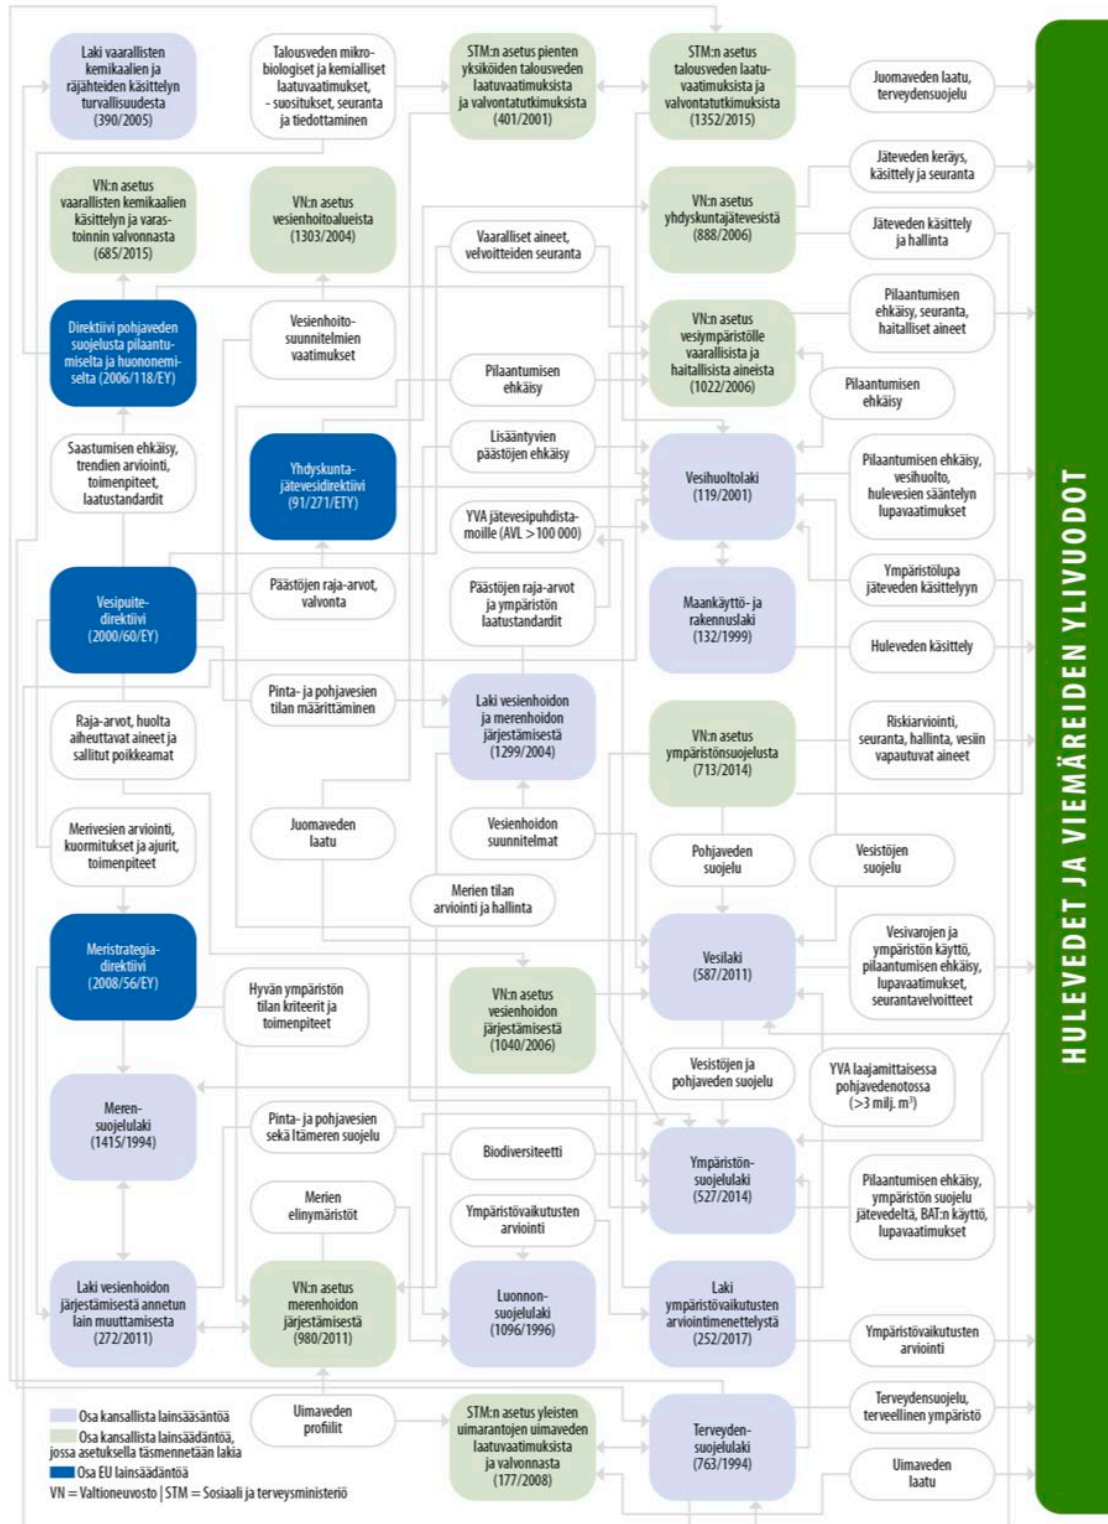 Laki vaarallisten
kemikaalien ja
räjähteiden käsittelyn
turvallisuudesta
(390/2005)
Talousveden mikro-
biologiset ja kemialliset
laatuvaatimukset,
- suositukset, seuranta
ja tiedottaminen
STM:n asetus pienten
yksiköiden talousveden
laatuvaatimuksista
ja valvontatutkimuksista
(401/2001)
STM:n asetus
talousveden laatu-
vaatimuksista ja
valvontatutkimuksista
(1352/2015)
Juomaveden laatu,
terveydensuojelu
VN:n asetus
vaarallisten kemikaalien
käsittelyn ja varas-
toinnin valvonnasta
(685/2015)
VN:n asetus
vesienhoitoalueista
(1303/2004)
Vaaralliset aineet,
velvoitteiden seuranta
VN:n asetus
yhdyskuntajätevesistä
(888/2006)
Jäteveden keräys,
käsittely ja seuranta
Jäteveden käsittely
ja hallinta
Direktiivi pohjaveden
suojelusta pilaantu-
miselta ja huononemi-
selta (2006/118/EY)
Vesienhoito-
suunnitelmien
vaatimukset
Pilaantumisen
ehkäisy
VN:n asetus
vesiympäristölle
vaarallisista ja
haitallisista aineista
(1022/2006)
Pilaantumisen
ehkäisy, seuranta,
haitalliset aineet
Pilaantumisen
ehkäisy
Saastumisen ehkäisy,
trendien arviointi,
toimenpiteet,
laatustandardit
Yhdyskunta-
jätevesidirektiivi
(91/271/ETY)
Lisääntyvien
päästöjen ehkäisy
YVA jätevesipuhdista-
moille (AVL >100 000)
Vesihuoltolaki
(119/2001)
Pilaantumisen ehkäisy,
vesihuolto,
hulevesien sääntelyn
lupavaatimukset
Vesipuite-
direktiivi
(2000/60/EY)
Päästöjen raja-arvot,
valvonta
Päästöjen raja-arvot
ja ympäristön
laatustandardit
Maankäyttö- ja
rakennuslaki
(132/1999)
Ympäristölupa
jäteveden käsittelyyn
Huleveden käsittely
Raja-arvot, huolta
aiheuttavat aineet ja
sallitut poikkeamat
Pinta- ja pohjavesien
tilan määrittäminen
Laki vesienhoidon
ja merenhoidon
järjestämisestä
(1299/2004)
VN:n asetus
ympäristönsuojelusta
(713/2014)
Riskiarviointi,
seuranta, hallinta, vesiin
vapautuvat aineet
Merivesien arviointi,
kuormitukset ja ajurit,
toimenpiteet
Juomaveden
laatu
Vesienhoidon
suunnitelmat
Pohjaveden
suojelu
Vesistöjen
suojelu
Merien tilan
arviointi ja hallinta
Meristrategia-
direktiivi
(2008/56/EY)
Hyvän ympäristön
tilan kriteerit ja
toimenpiteet
VN:n asetus
vesienhoidon
järjestämisestä
(1040/2006)
Vesilaki
(587/2011)
Vesivarojen ja
ympäristön käyttö,
pilaantumisen ehkäisy,
lupavaatimukset,
seurantavelvoitteet
Vesistöjen ja
pohjaveden suojelu
YVA laajamittaisessa
pohjavedenotossa
(>3 milj. m³)
Meren-
suojelulaki
(1415/1994)
Pinta- ja pohjavesien
sekä Itämeren suojelu
Biodiversiteetti
Ympäristön-
suojelulaki
(527/2014)
Pilaantumisen ehkäisy,
ympäristön suojelu
jätevedeltä, BAT:n käyttö,
lupavaatimukset
Merien
elinymäristöt
Ympäristövaikutusten
arviointi
Laki vesienhoidon
järjestämisestä annetun
lain muuttamisesta
(272/2011)
VN:n asetus
merenhoidon
järjestämisestä
(980/2011)
Luonnon-
suojelulaki
(1096/1996)
Laki
ympäristövaikutusten
arviointimenettelystä
(252/2017)
Ympäristövaikutusten
arviointi
Uimaveden
profiilit
STM:n asetus yleisten
uimarantojen uimaveden
laatuvaatimuksista
ja valvonnasta
(177/2008)
Terveyden-
suojelulaki
(763/1994)
Terveydensuojelu,
terveellinen ympäristö
Uimaveden
laatu
Osa kansallista lainsääsäntöä
Osa kansallista lainsäädäntöä,
jossa asetuksella täsmennetään lakia
Osa EU lainsäädäntöä
VN = Valtioneuvosto | STM = Sosiaali ja terveysministeriö
HULEVEDET JA VIEMÄREIDEN YLIVUODOT